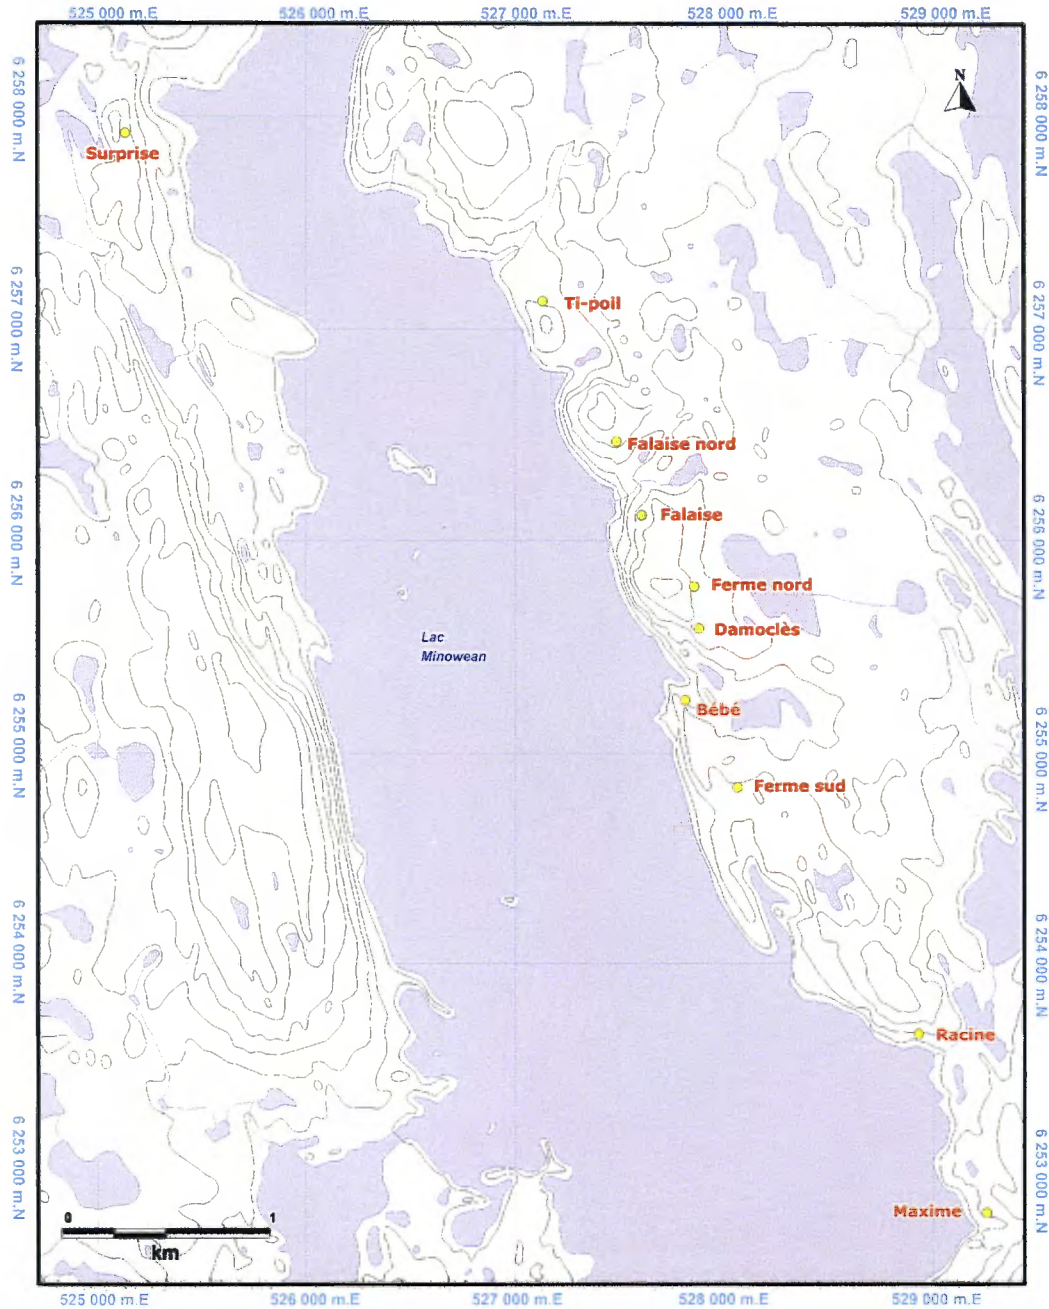 525 000 m.E 526 000 m.E 527 000 m.E 528 000 m.E 529 000 m.E
6 258 000 m.N
6 258 000 m.N
N
Surprise
6 257 000 m.N
6 257 000 m.N
Ti-poil
Falaise nord
6 256 000 m.N
6 256 000 m.N
Falaise
Ferme nord
Damoclès
Lac
Minowean
6 255 000 m.N
6 255 000 m.N
Bébé
Ferme sud
6 254 000 m.N
6 254 000 m.N
Racine
6 253 000 m.N
6 253 000 m.N
Maxime
0 1
km
525 000 m.E 526 000 m.E 527 000 m.E 528 000 m.E 529 000 m.E